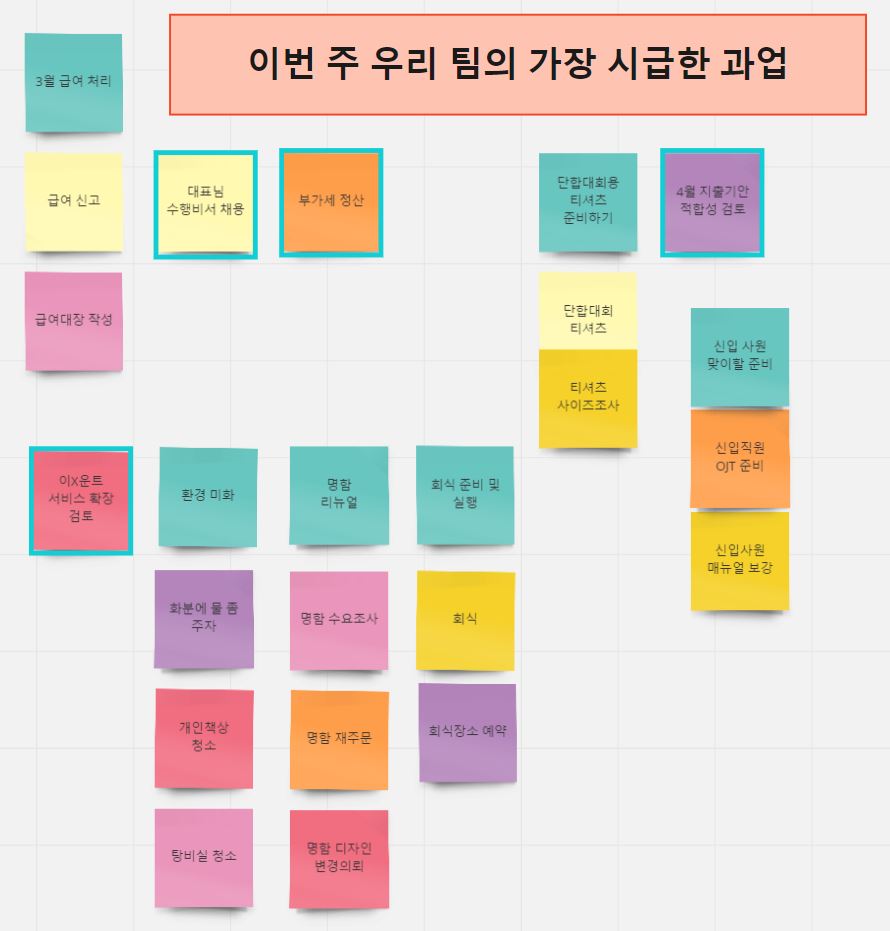 이번 주 우리 팀의 가장 시급한 과업
3월 급여 처리
급여 신고
급여대장 작성
대표님
수행비서 채용
부가세 정산
단합대회용
티셔츠
준비하기
단합대회
티셔츠
티셔츠
사이즈조사
4월 지출기안
적합성 검토
신입 사원
맞이할 준비
신입직원
OJT 준비
신입사원
매뉴얼 보강
이X운트
서비스 확장
검토
환경 미화
화분에 물 좀
주자
개인책상
청소
탕비실 청소
명함
리뉴얼
명함 수요조사
명함 재주문
명함 디자인
변경의뢰
회식 준비 및
실행
회식
회식장소 예약